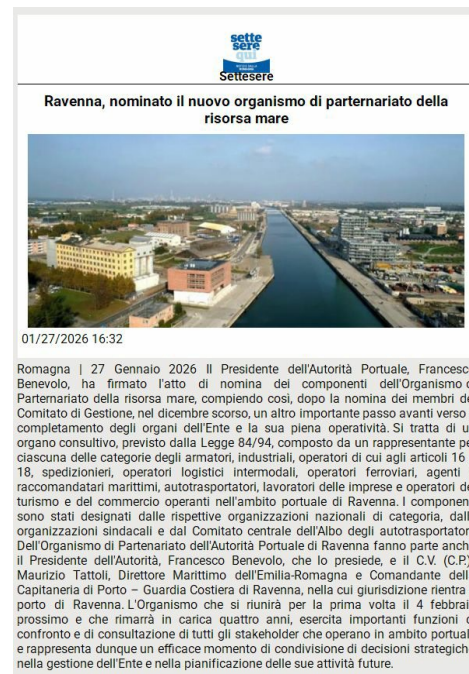 sette
sere
qui
Settesere
Ravenna, nominato il nuovo organismo di parternariato della
risorsa mare
01/27/2026 16:32
Romagna | 27 Gennaio 2026 Il Presidente dell'Autorità Portuale, Francesc
Benevolo, ha firmato l'atto di nomina dei componenti dell'Organismo d
Parternariato della risorsa mare, compiendo così, dopo la nomina dei membri de
Comitato di Gestione, nel dicembre scorso, un altro importante passo avanti verso
completamento degli organi dell'Ente e la sua piena operatività. Si tratta di u
organo consultivo, previsto dalla Legge 84/94, composto da un rappresentante pe
ciascuna delle categorie degli armatori, industriali, operatori di cui agli articoli 16
18, spedizionieri, operatori logistici intermodali, operatori ferroviari, agenti
raccomandatari marittimi, autotrasportatori, lavoratori delle imprese e operatori de
turismo e del commercio operanti nell'ambito portuale di Ravenna. I component
sono stati designati dalle rispettive organizzazioni nazionali di categoria, dall
organizzazioni sindacali e dal Comitato centrale dell'Albo degli autotrasportator
Dell'Organismo di Partenariato dell'Autorità Portuale di Ravenna fanno parte anch
il Presidente dell'Autorità, Francesco Benevolo, che lo presiede, e il C.V. (C.P.)
Maurizio Tattoli, Direttore Marittimo dell'Emilia-Romagna e Comandante dell
Capitaneria di Porto – Guardia Costiera di Ravenna, nella cui giurisdizione rientra
porto di Ravenna. L'Organismo che si riunirà per la prima volta il 4 febbrai
prossimo e che rimarrà in carica quattro anni, esercita importanti funzioni d
confronto e di consultazione di tutti gli stakeholder che operano in ambito portual
e rappresenta dunque un efficace momento di condivisione di decisioni strategich
nella gestione dell'Ente e nella pianificazione delle sue attività future.